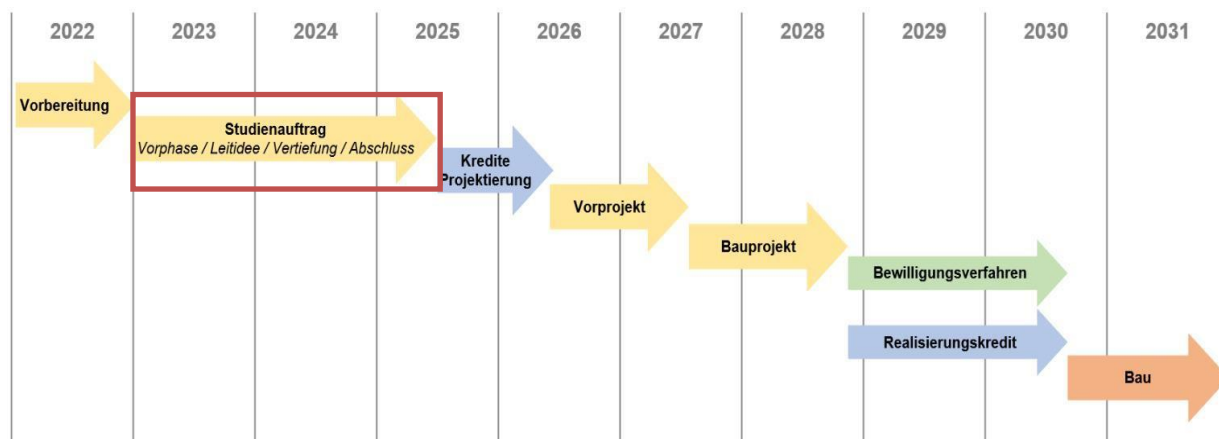 2022 2023 2024 2025 2026 2027 2028 2029 2030 2031
Vorbereitung
Studienauftrag
Vorphase / Leitidee / Vertiefung / Abschluss
Kredite
Projektierung
Vorprojekt
Bauprojekt
Bewilligungsverfahren
Realisierungskredit
Bau